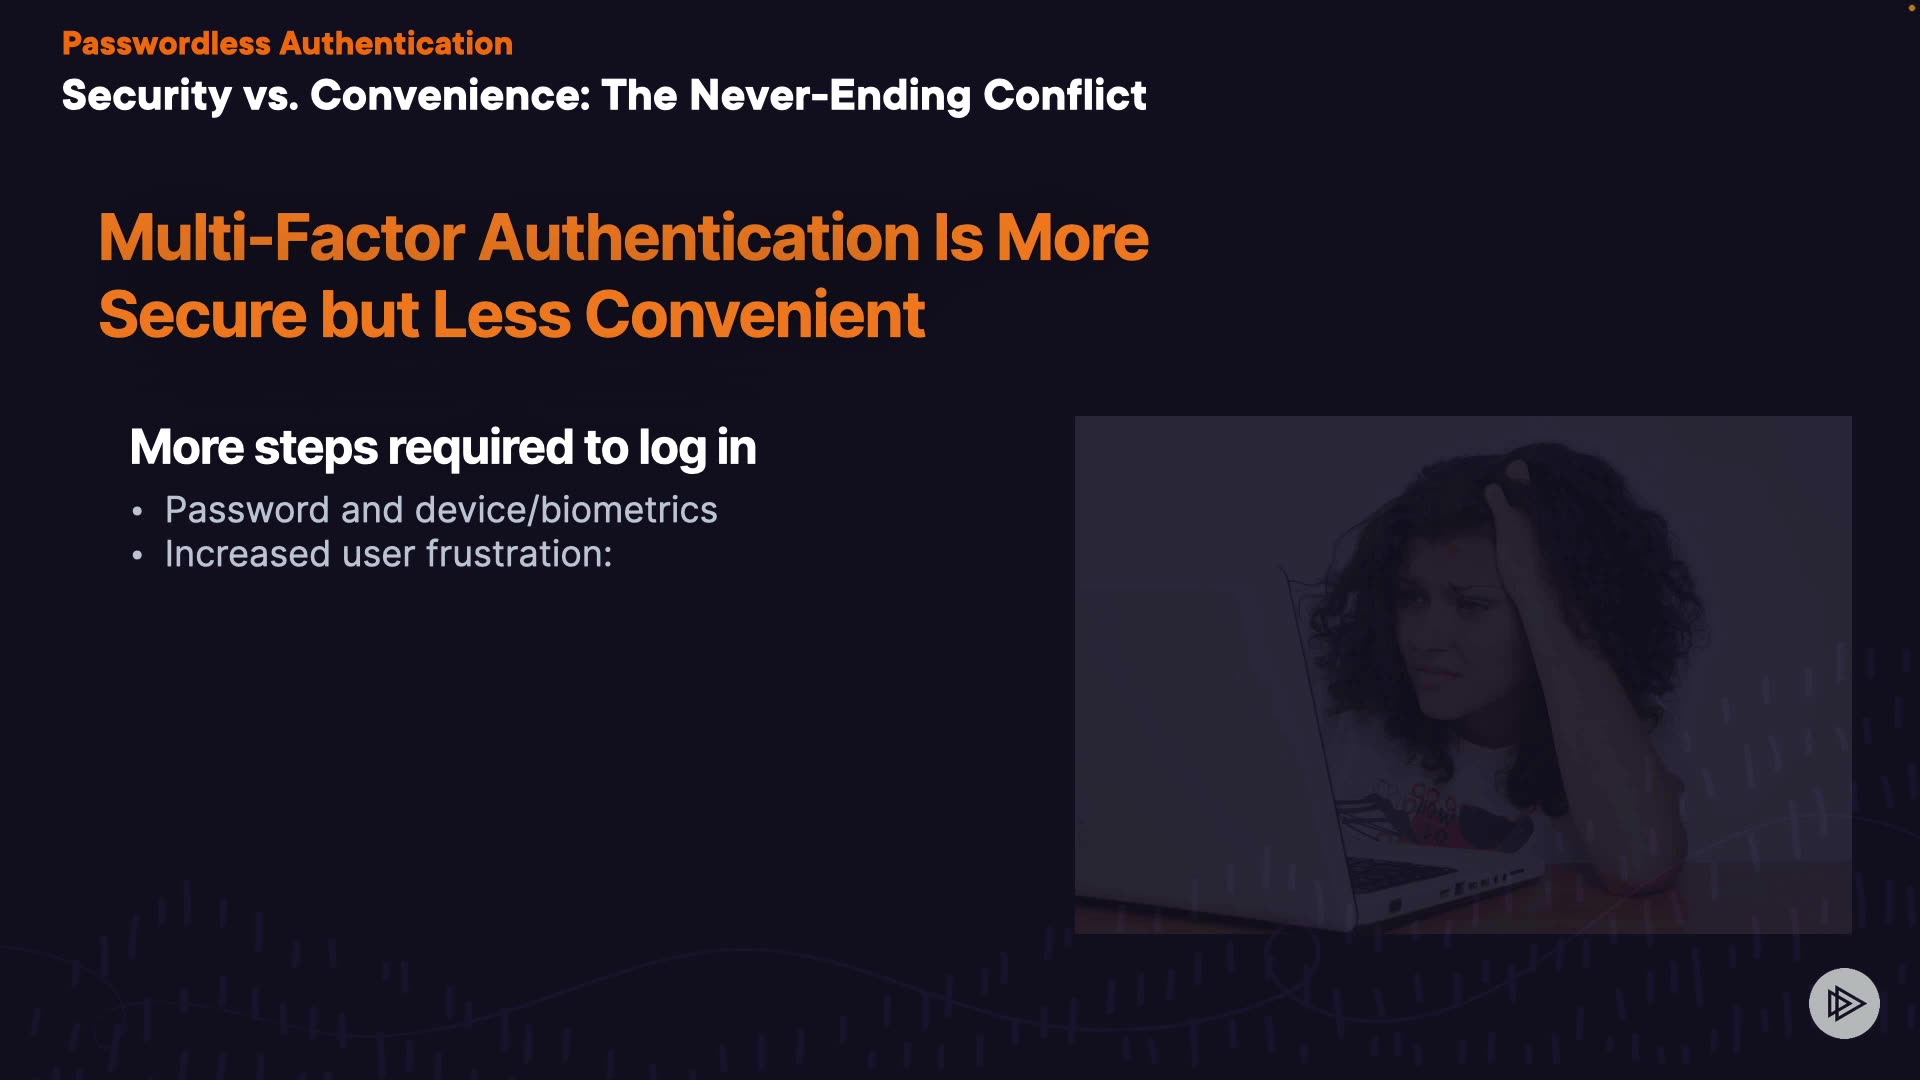 Passwordless Authentication
Security vs. Convenience: The Never-Ending Conflict
Multi-Factor Authentication Is More
Secure but Less Convenient
More steps required to log in
• Password and device/biometrics
• Increased user frustration: